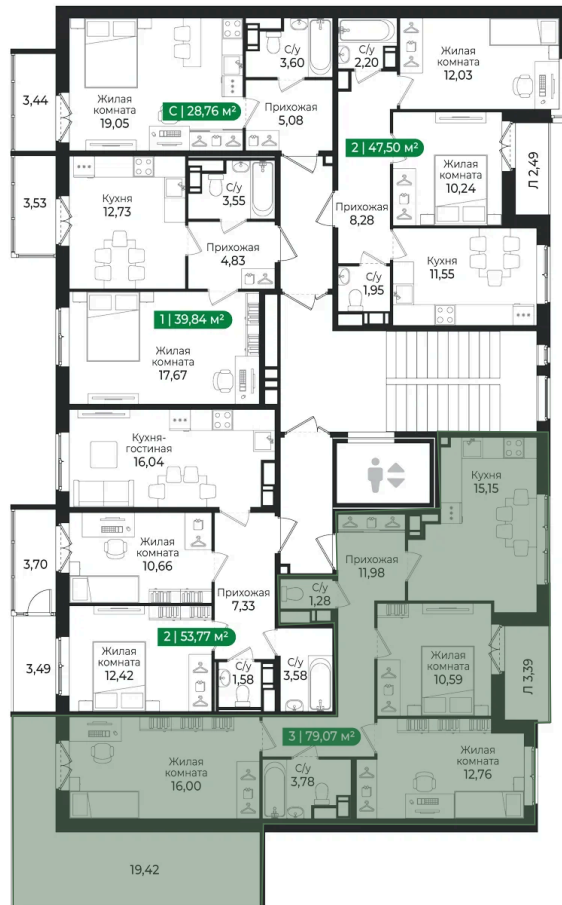 3,44
Жилая
комната
19,05
С | 28,76 м²
С/у
3,60
Прихожая
5,08
С/у
2,20
Жилая
комната
12,03
2 | 47,50 м²
Жилая
комната
10,24
Л 2,49
3,53
Кухня
12,73
С/у
3,55
Прихожая
4,83
Прихожая
8,28
С/у
1,95
Кухня
11,55
1 | 39,84 м²
Жилая
комната
17,67
Кухня-
гостиная
16,04
Кухня
15,15
3,70
Жилая
комната
10,66
Прихожая
7,33
Прихожая
11,98
С/у
1,28
3,49
2 | 53,77 м²
Жилая
комната
12,42
С/у
1,58
С/у
3,58
Жилая
комната
10,59
Л 3,39
3 | 79,07 м²
Жилая
комната
16,00
С/у
3,78
Жилая
комната
12,76
19,42